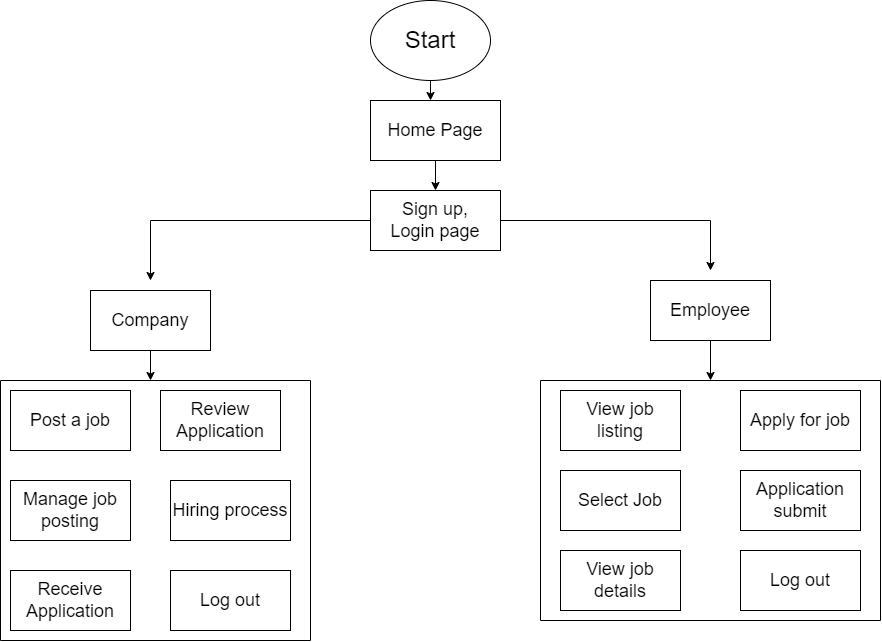 Start
Home Page
Sign up,
Login page
Company
Employee
Post a job
Review
Application
Manage job
posting
Hiring process
Receive
Application
Log out
View job
listing
Apply for job
Select Job
Application
submit
View job
details
Log out